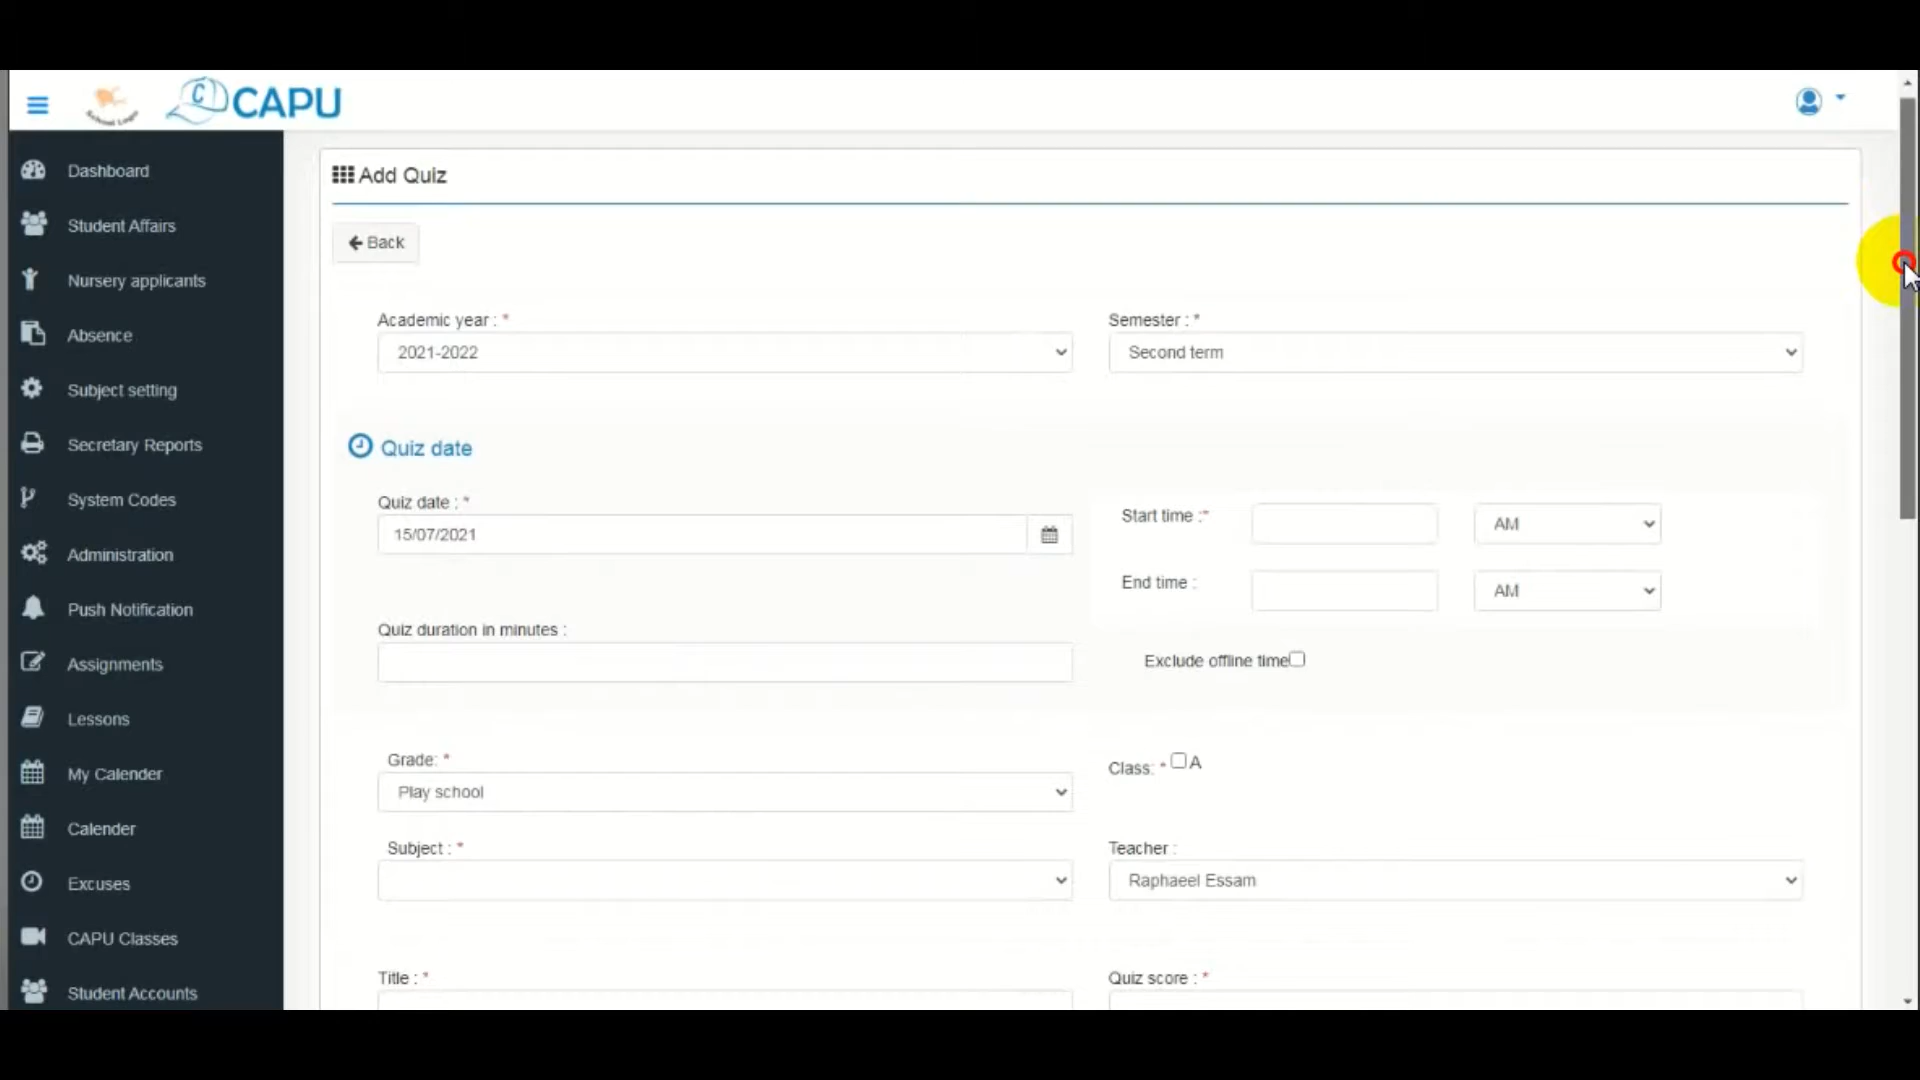 CAPU
Dashboard
Student Affairs
Nursery applicants
Absence
Subject setting
Secretary Reports
System Codes
Administration
Push Notification
Assignments
Lessons
My Calender
Calender
Excuses
CAPU Classes
Student Accounts
Add Quiz
Back
Academic year : *
2021-2022
Semester : *
Second term
Quiz date
Quiz date : *
15/07/2021
Start time :*
AM
End time :
AM
Quiz duration in minutes :
Exclude offline time
Grade: *
Play school
Class: * A
Subject : *
Teacher :
Raphaeel Essam
Title : *
Quiz score : *